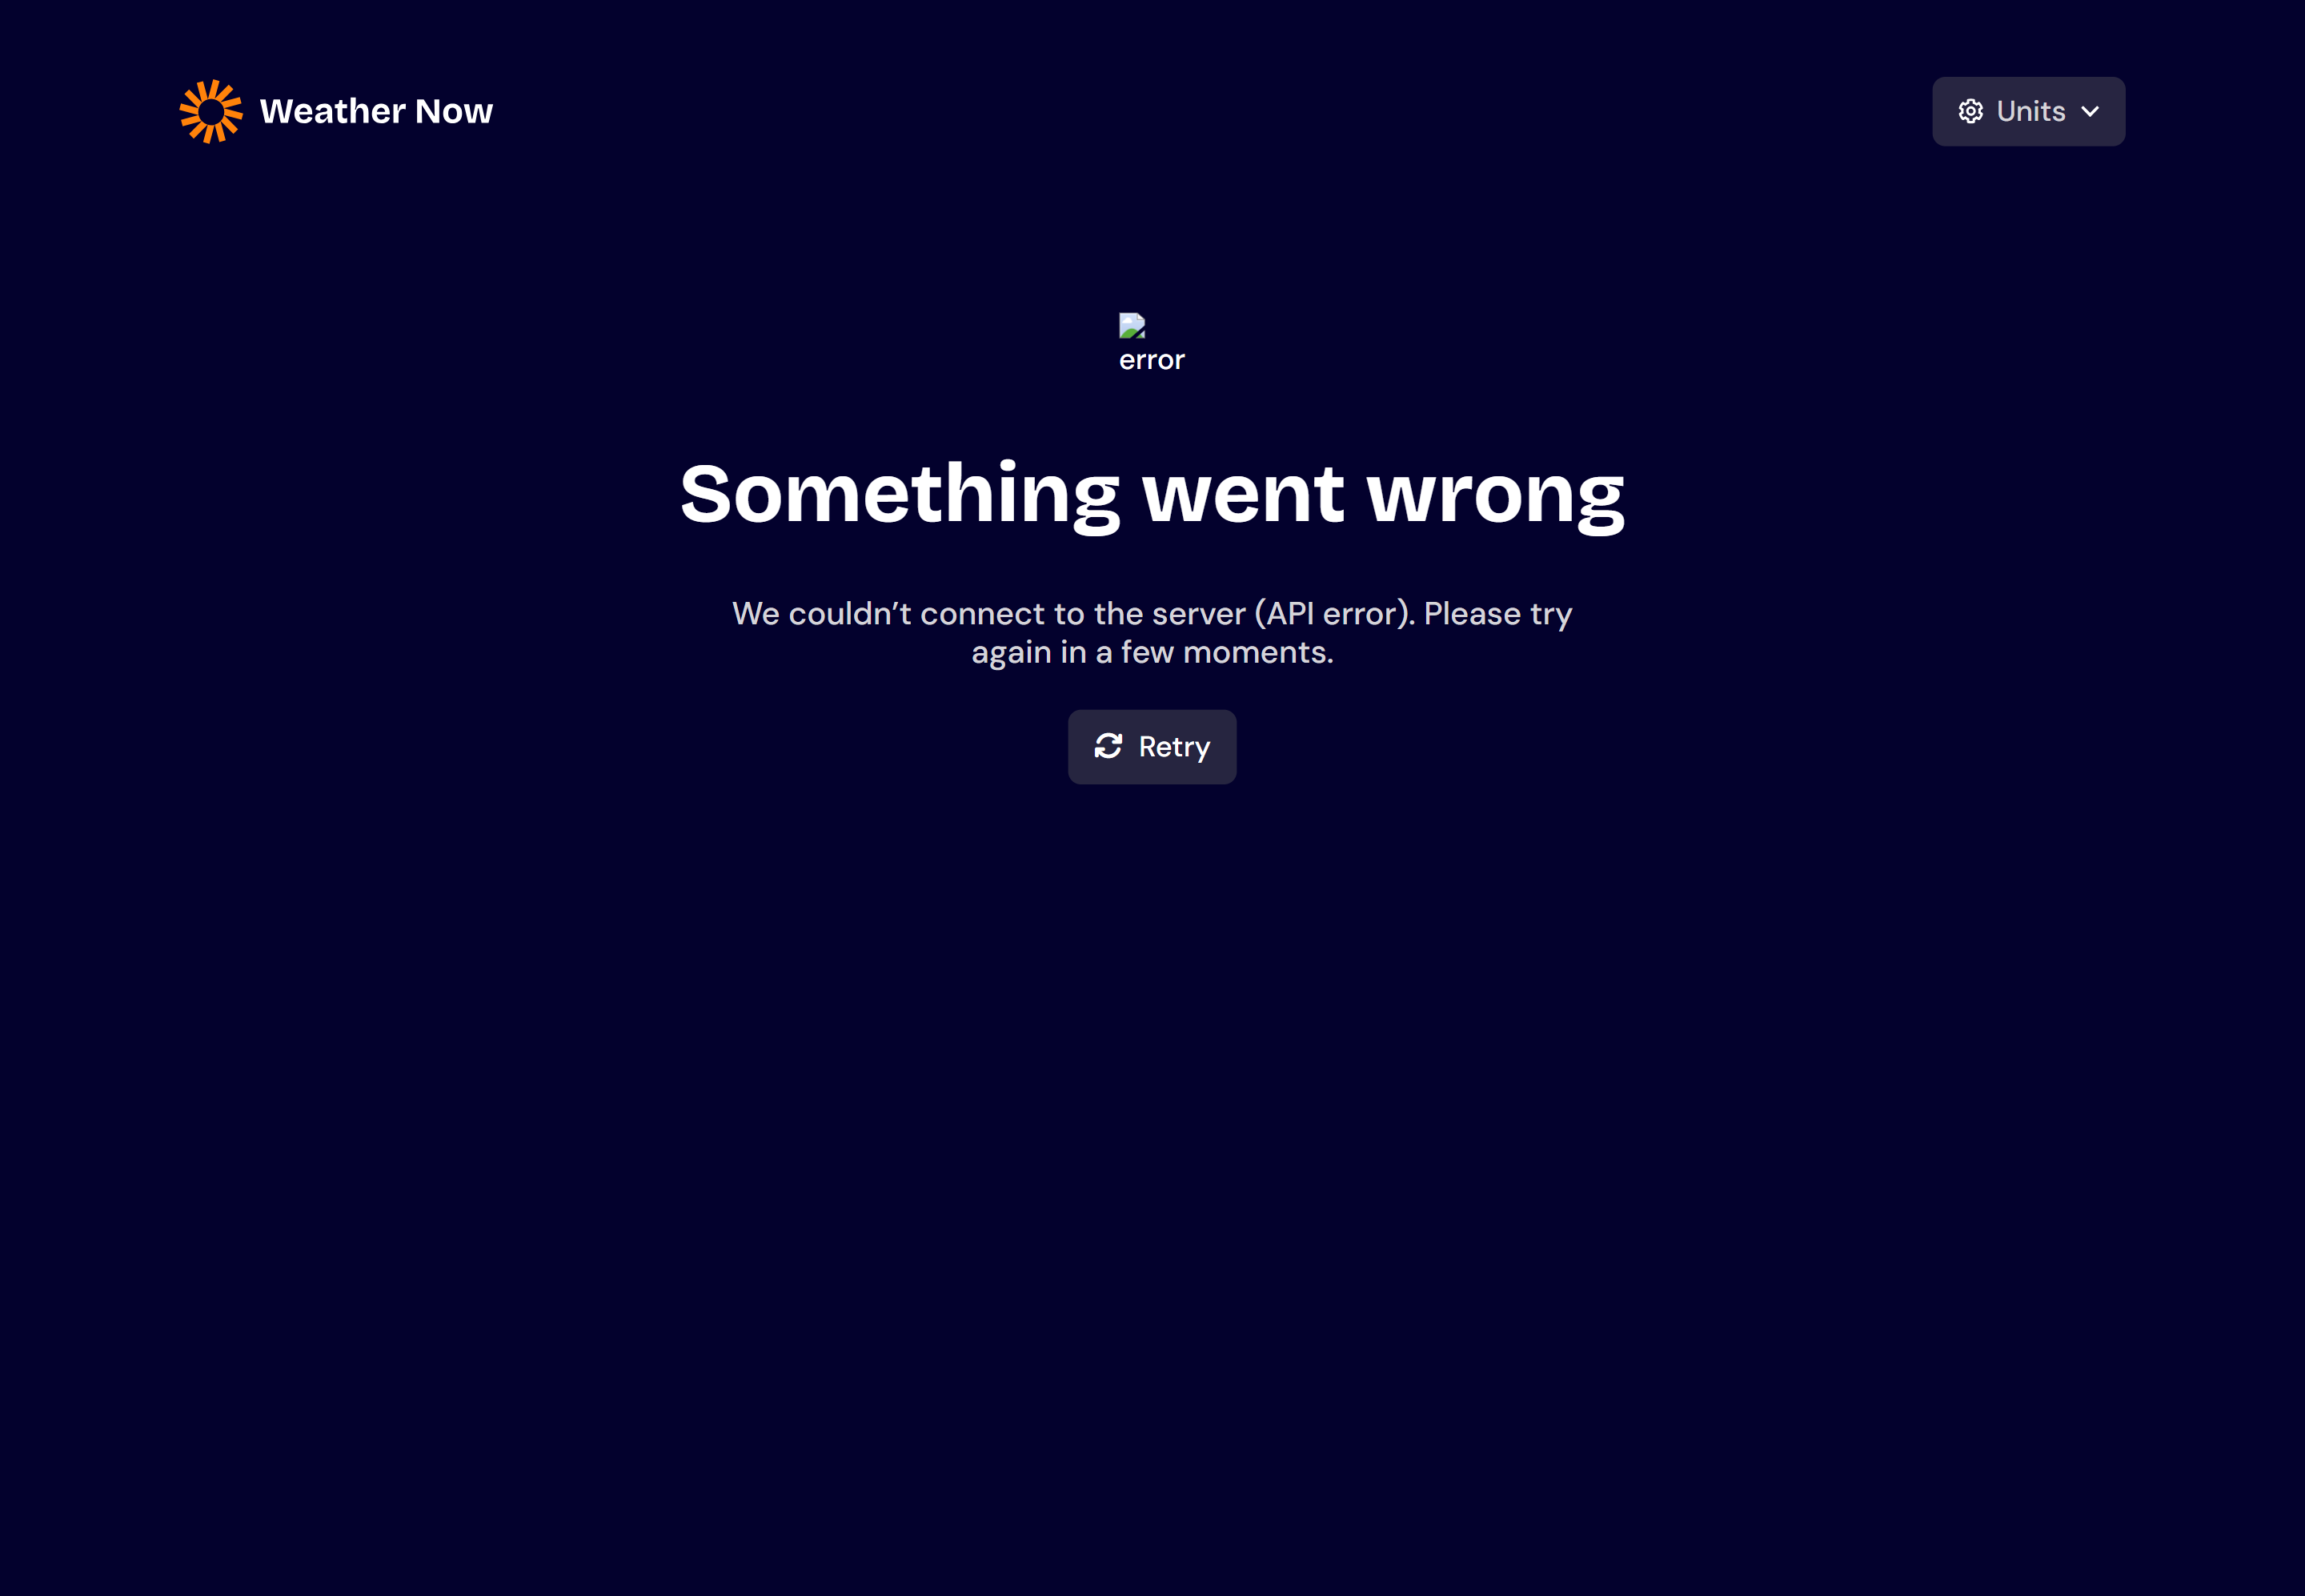 Weather Now
Units
error
Something went wrong
We couldn’t connect to the server (API error). Please try
again in a few moments.
Retry